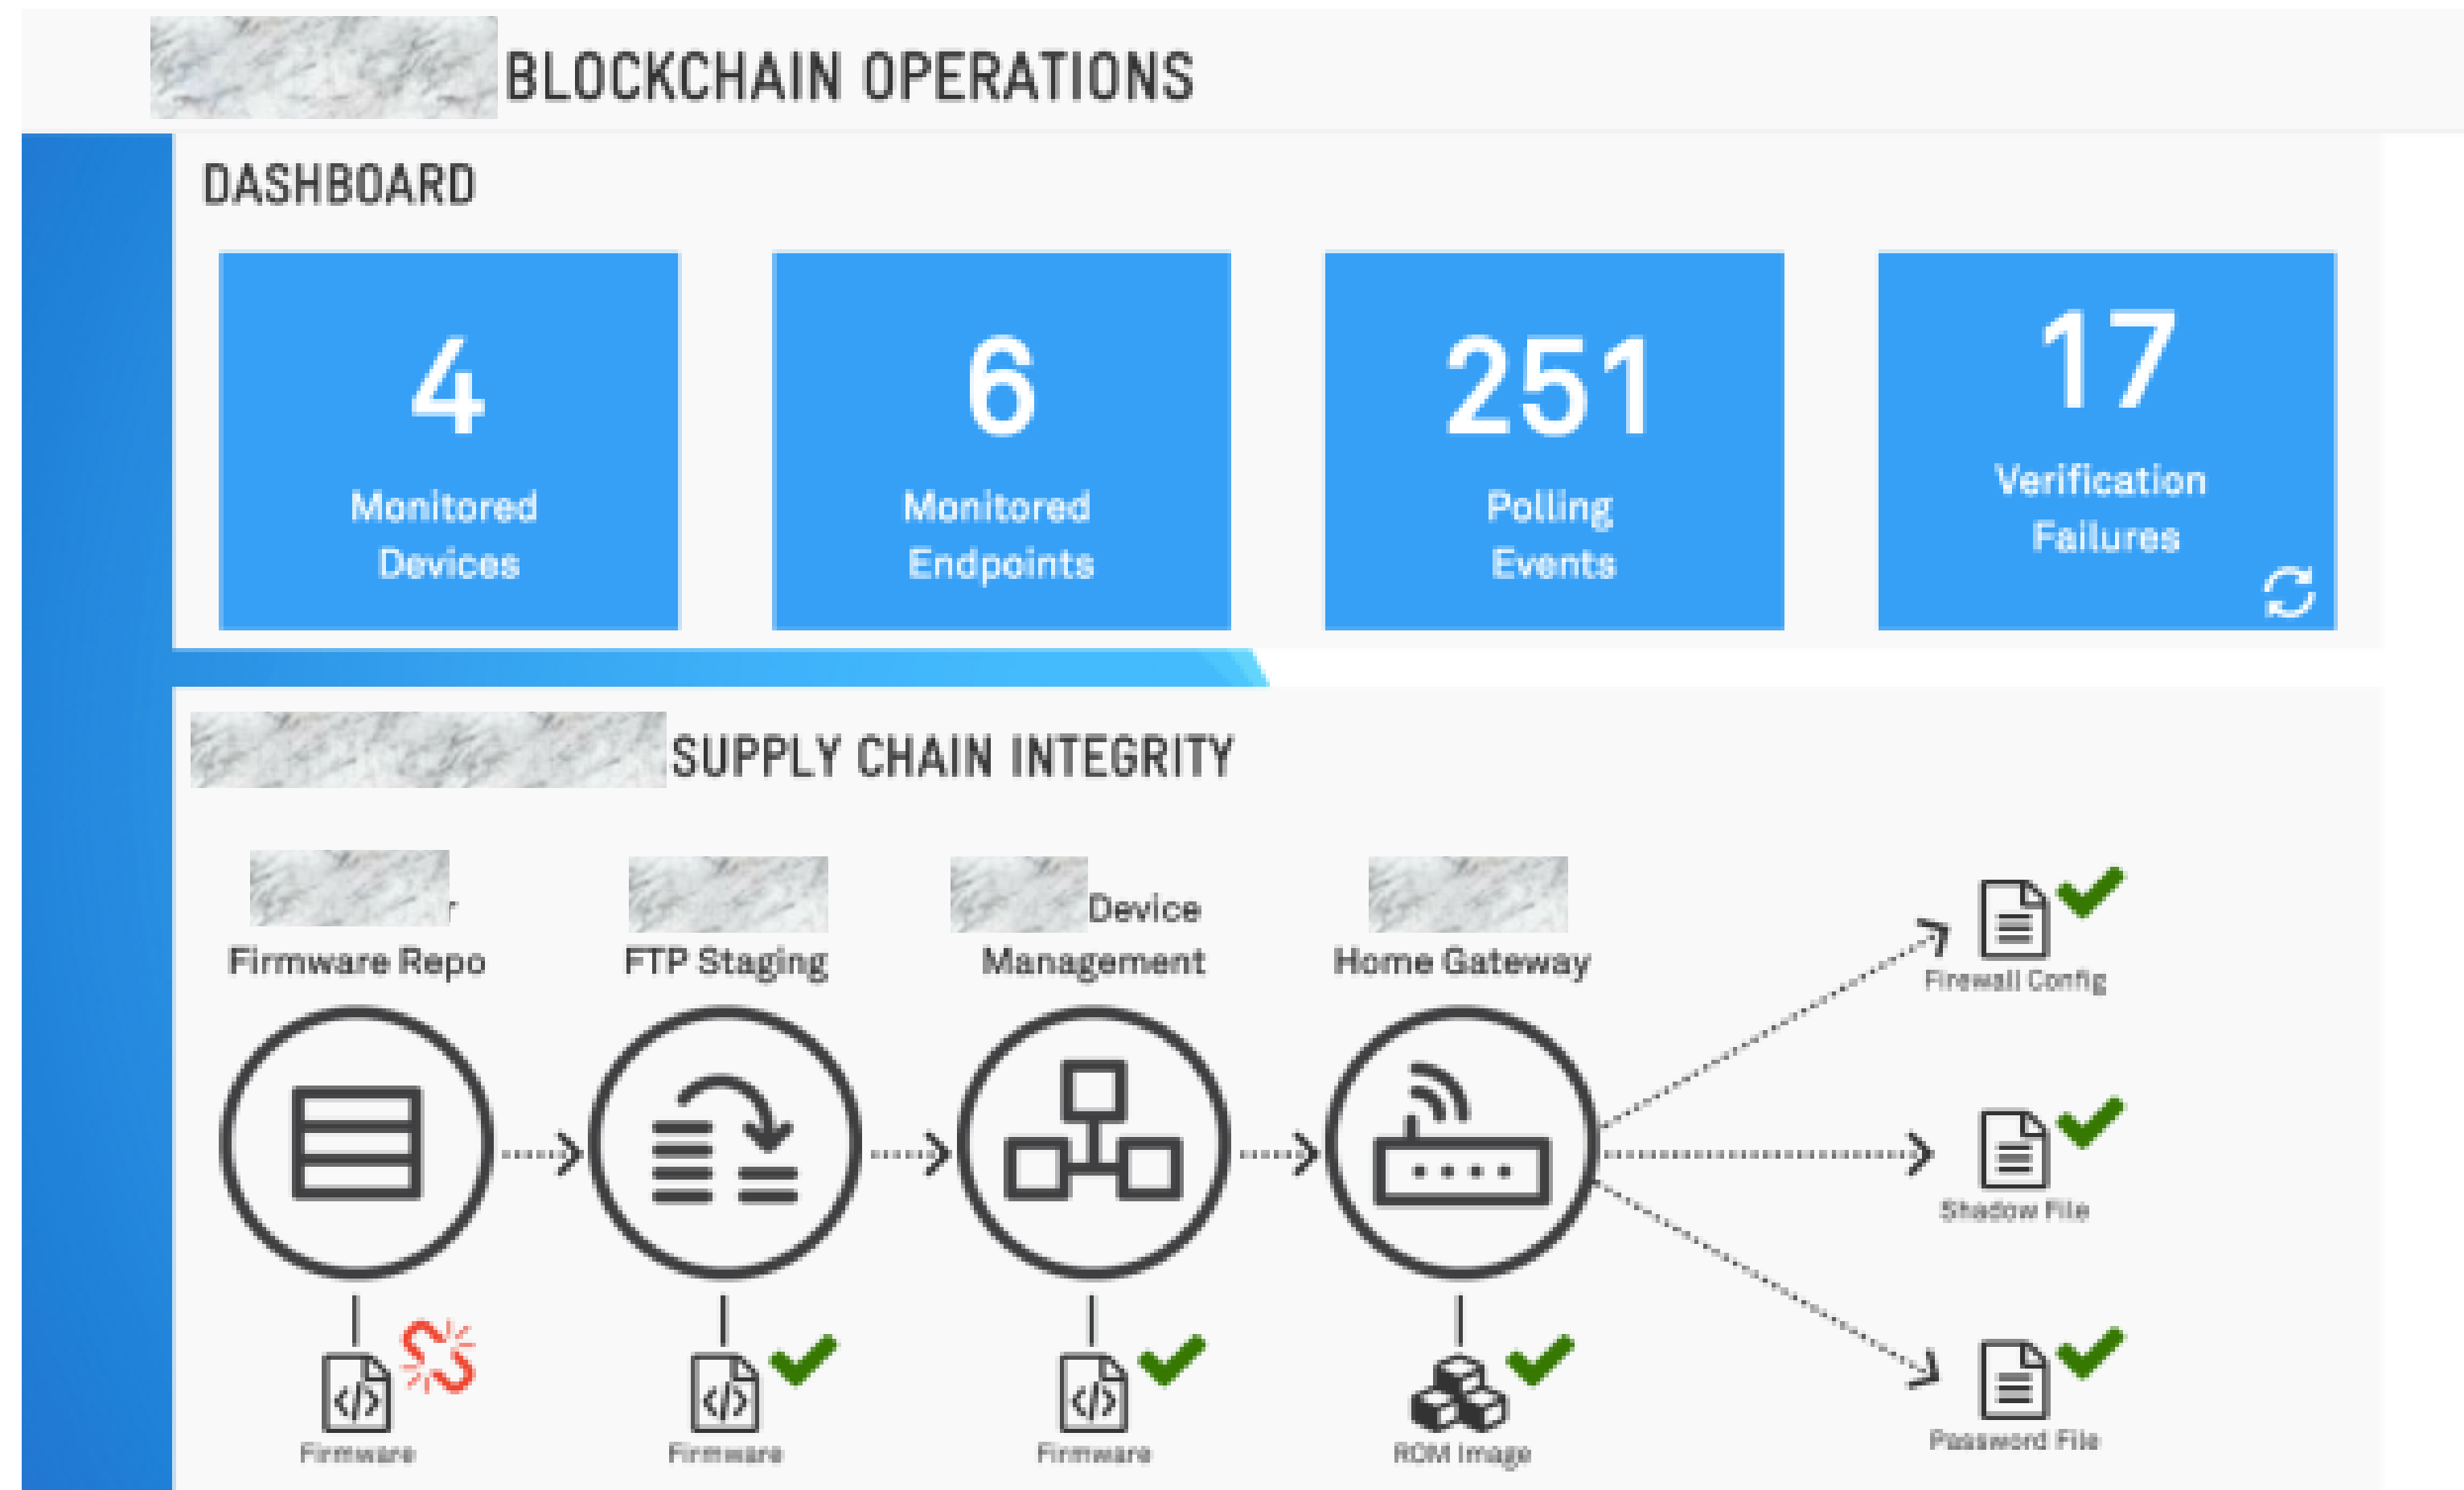 BLOCKCHAIN OPERATIONS
DASHBOARD
4
Monitored
Devices
6
Monitored
Endpoints
251
Polling
Events
17
Verification
Failures
SUPPLY CHAIN INTEGRITY
Firmware Repo
FTP Staging
Device
Management
Home Gateway
Firewall Config
Shadow File
Password File
Firmware
Firmware
Firmware
ROM Image